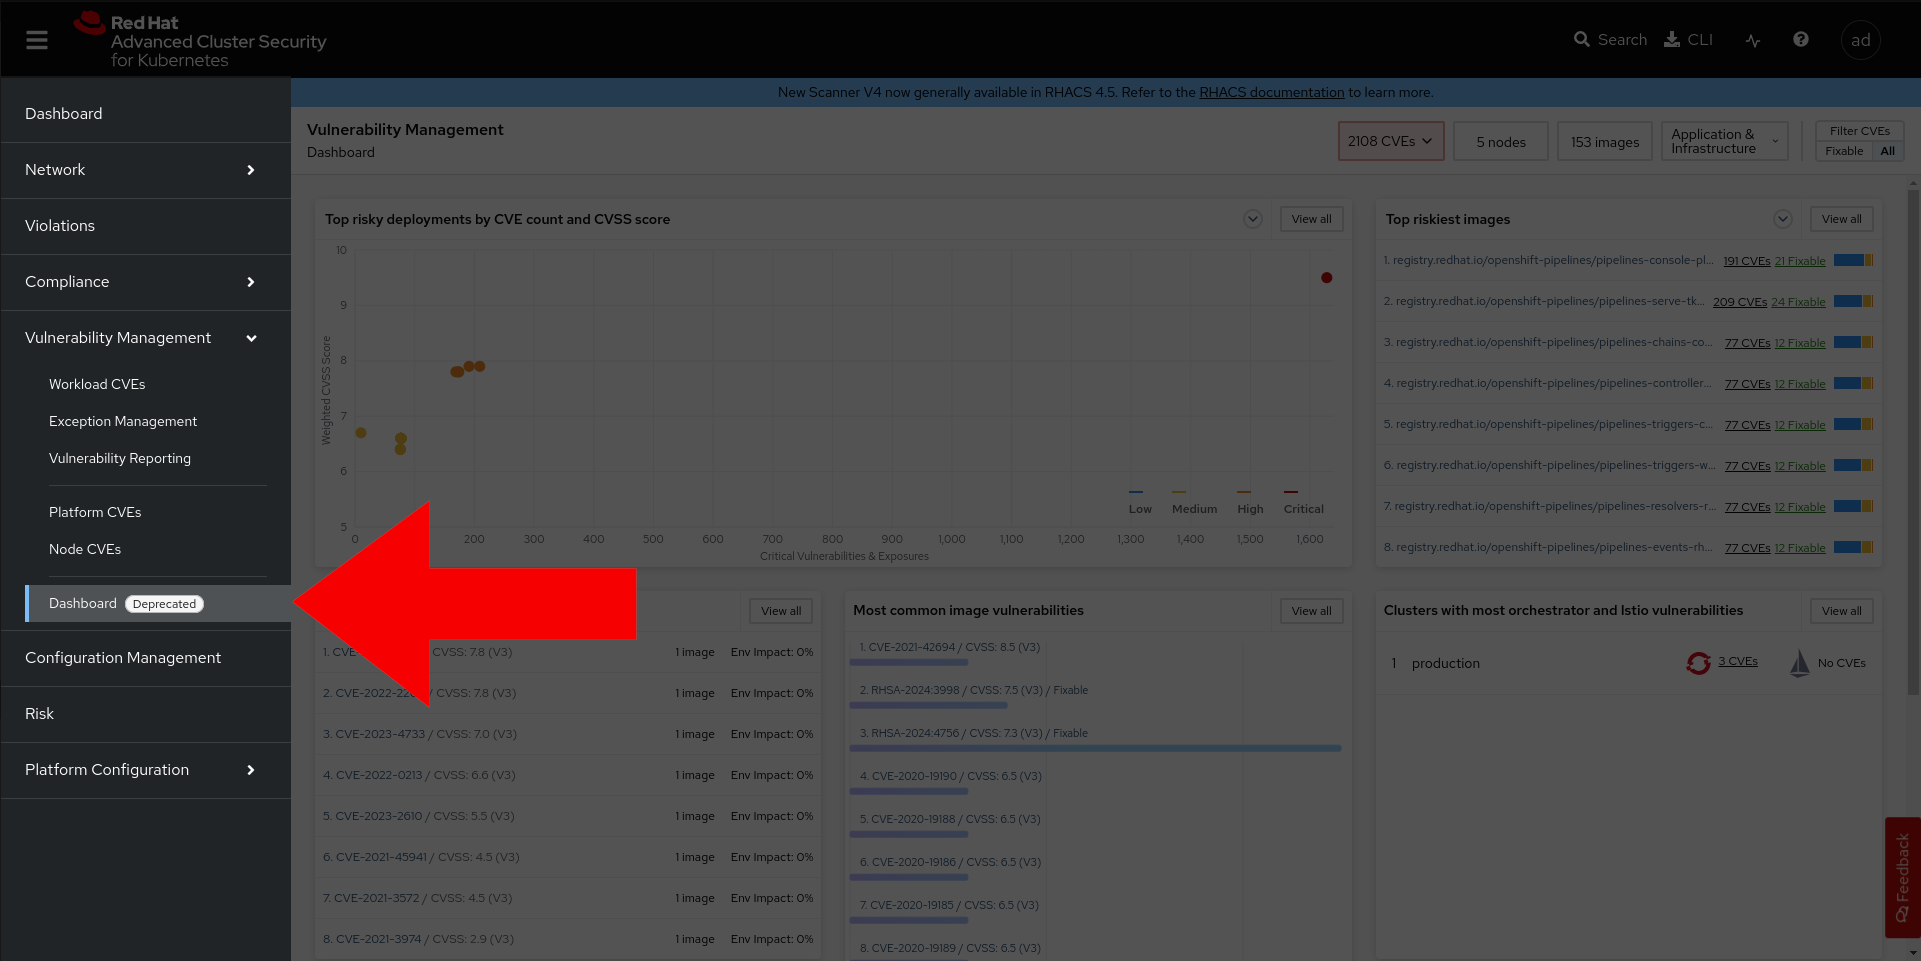 Red Hat
Advanced Cluster Security
for Kubernetes
Search
CLI
ad
Dashboard
Network
Violations
Compliance
Vulnerability Management
Workload CVEs
Exception Management
Vulnerability Reporting
Platform CVEs
Node CVEs
Dashboard Deprecated
Configuration Management
Risk
Platform Configuration
New Scanner V4 now generally available in RHACS 4.5. Refer to the RHACS documentation to learn more.
Vulnerability Management
Dashboard
2108 CVEs
5 nodes
153 images
Application &
Infrastructure
Filter CVEs
Fixable All
Top risky deployments by CVE count and CVSS score
View all
Weighted CVSS Score
10
9
8
7
6
5
Low Medium High Critical
0 200 300 400 500 600 700 800 900 1,000 1,100 1,200 1,300 1,400 1,500 1,600
Critical Vulnerabilities & Exposures
Top riskiest images
View all
1. registry.redhat.io/openshift-pipelines/pipelines-console-pl... 191 CVEs 21 Fixable
2. registry.redhat.io/openshift-pipelines/pipelines-serve-tk... 209 CVEs 24 Fixable
3. registry.redhat.io/openshift-pipelines/pipelines-chains-co... 77 CVEs 12 Fixable
4. registry.redhat.io/openshift-pipelines/pipelines-controller... 77 CVEs 12 Fixable
5. registry.redhat.io/openshift-pipelines/pipelines-triggers-c... 77 CVEs 12 Fixable
6. registry.redhat.io/openshift-pipelines/pipelines-triggers-w... 77 CVEs 12 Fixable
7. registry.redhat.io/openshift-pipelines/pipelines-resolvers-r... 77 CVEs 12 Fixable
8. registry.redhat.io/openshift-pipelines/pipelines-events-rh... 77 CVEs 12 Fixable
View all
1. CVE CVSS: 7.8 (V3) 1 image Env Impact: 0%
2. CVE-2022-22 CVSS: 7.8 (V3) 1 image Env Impact: 0%
3. CVE-2023-4733 / CVSS: 7.0 (V3) 1 image Env Impact: 0%
4. CVE-2022-0213 / CVSS: 6.6 (V3) 1 image Env Impact: 0%
5. CVE-2023-2610 / CVSS: 5.5 (V3) 1 image Env Impact: 0%
6. CVE-2021-45941 / CVSS: 4.5 (V3) 1 image Env Impact: 0%
7. CVE-2021-3572 / CVSS: 4.5 (V3) 1 image Env Impact: 0%
8. CVE-2021-3974 / CVSS: 2.9 (V3) 1 image Env Impact: 0%
Most common image vulnerabilities
View all
1. CVE-2021-42694 / CVSS: 8.5 (V3)
2. RHSA-2024:3998 / CVSS: 7.5 (V3) / Fixable
3. RHSA-2024:4756 / CVSS: 7.3 (V3) / Fixable
4. CVE-2020-19190 / CVSS: 6.5 (V3)
5. CVE-2020-19188 / CVSS: 6.5 (V3)
6. CVE-2020-19186 / CVSS: 6.5 (V3)
7. CVE-2020-19185 / CVSS: 6.5 (V3)
8. CVE-2020-19189 / CVSS: 6.5 (V3)
Clusters with most orchestrator and Istio vulnerabilities
View all
1 production 3 CVEs No CVEs
Feedback